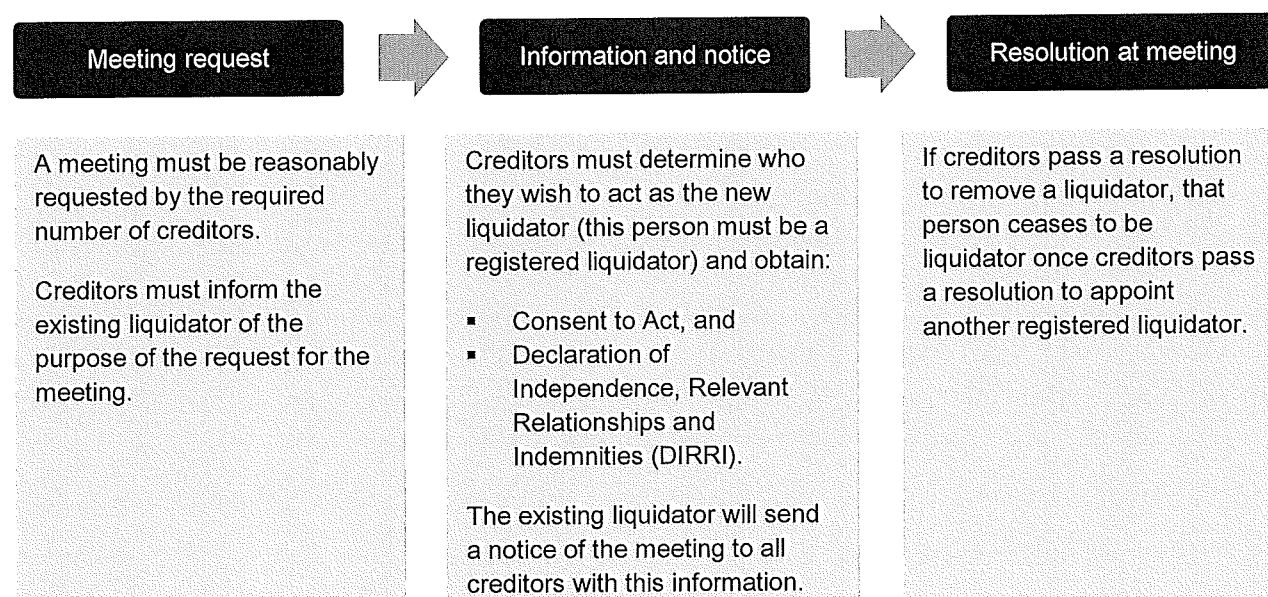 Meeting request
Information and notice
Resolution at meeting
A meeting must be reasonably
requested by the required
number of creditors.
Creditors must inform the
existing liquidator of the
purpose of the request for the
meeting.
Creditors must determine who
they wish to act as the new
liquidator (this person must be a
registered liquidator) and obtain:
▪ Consent to Act, and
▪ Declaration of
Independence, Relevant
Relationships and
Indemnities (DIRRI).
The existing liquidator will send
a notice of the meeting to all
creditors with this information.
If creditors pass a resolution
to remove a liquidator, that
person ceases to be
liquidator once creditors pass
a resolution to appoint
another registered liquidator.